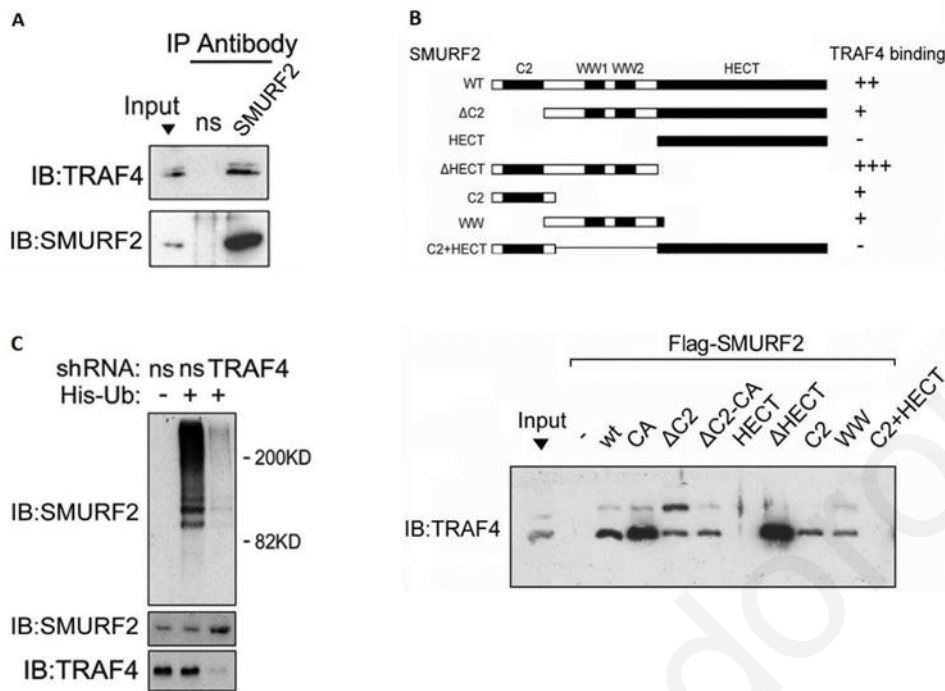 A
IP Antibody
Input
ns
SMURF2
IB:TRAF4
IB:SMURF2
B
SMURF2
TRAF4 binding
C2
WW1
WW2
HECT
WT
++
ΔC2
+
HECT
-
ΔHECT
+++
C2
+
WW
+
C2+HECT
-
C
shRNA: ns ns TRAF4
His-Ub: - + +
- 200KD
IB:SMURF2
- 82KD
IB:SMURF2
IB:TRAF4
Flag-SMURF2
Input
- wt CA ΔC2 ΔC2-CA HECT ΔHECT C2 WW C2+HECT
IB:TRAF4